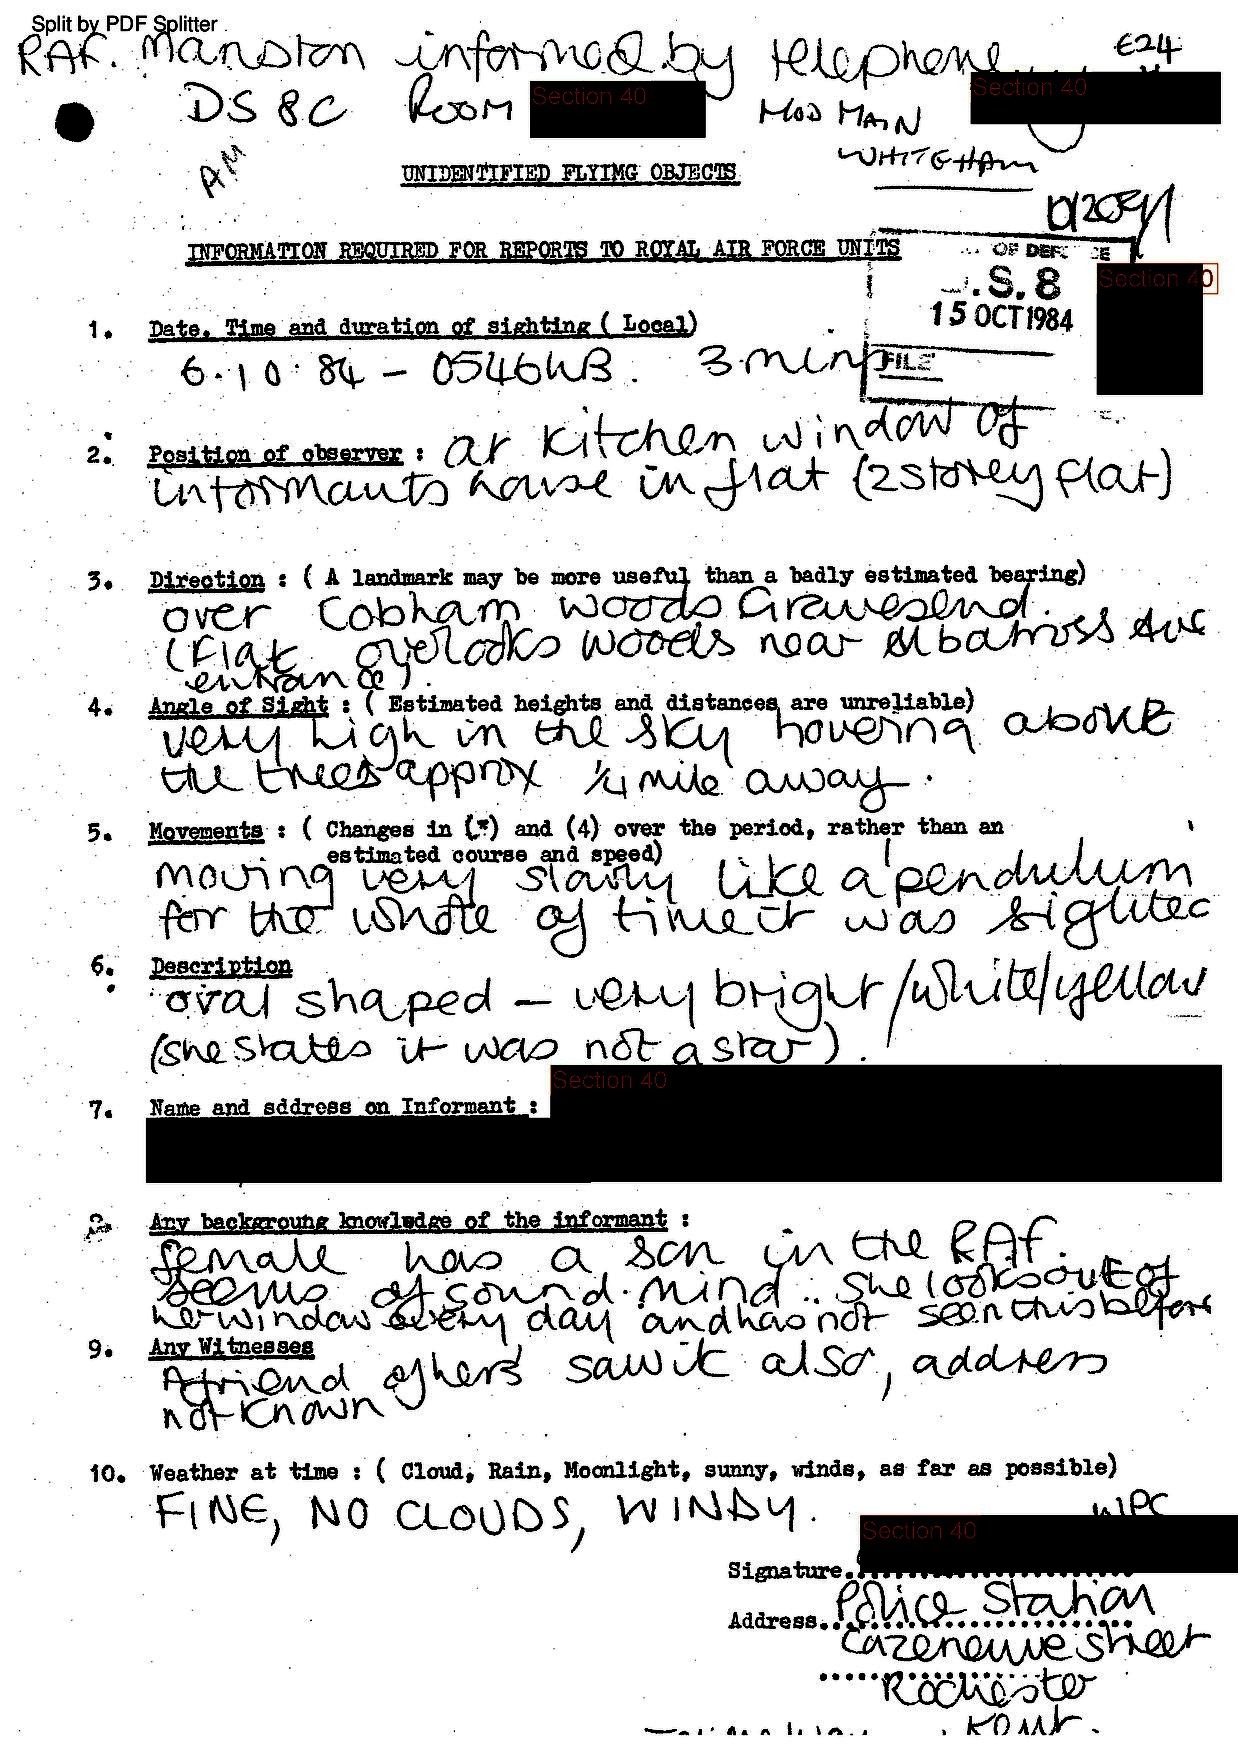 Split by PDF Splitter
RAF. Manston informed by telephone
E24
DS 8C Room Section 40 MOD MAIN Section 40
WHITEHAM
AM
UNIDENTIFIED FLYIMG OBJECTS
INFORMATION REQUIRED FOR REPORTS TO ROYAL AIR FORCE UNITS
OF DEF CE
.S. 8
Section 40
15 OCT 1984
FILE
1. Date. Time and duration of sighting ( Local)
6.10.84 - 0546hrs. 3 mins
2. Position of observer : at kitchen window of
informants house in flat (2 storey flat)
3. Direction : ( A landmark may be more useful than a badly estimated bearing)
over Cobham woods Gravesend.
(Flat overlooks woods near Albatross Ave
entrance).
4. Angle of Sight : ( Estimated heights and distances are unreliable)
very high in the sky hovering above
the trees approx 1/4 mile away.
5. Movements : ( Changes in (3) and (4) over the period, rather than an
estimated course and speed)
moving very slowly like a pendulum
for the whole of time it was sighted
6. Description
oval shaped - very bright/white/yellow
(she states it was not a star).
Section 40
7. Name and sddress on Informant :
Any backgroung knowledge of the informant :
female has a son in the RAF.
seems of sound mind.. she looks out of
her window every day and has not seen this before
9. Any Witnesses
A friend of hers saw it also, address
not known
10. Weather at time : ( Cloud, Rain, Moonlight, sunny, winds, as far as possible)
FINE, NO CLOUDS, WINDY.
WPC
Section 40
Signature
Address Police Station
Cazeneuve street
Rochester
Kent.